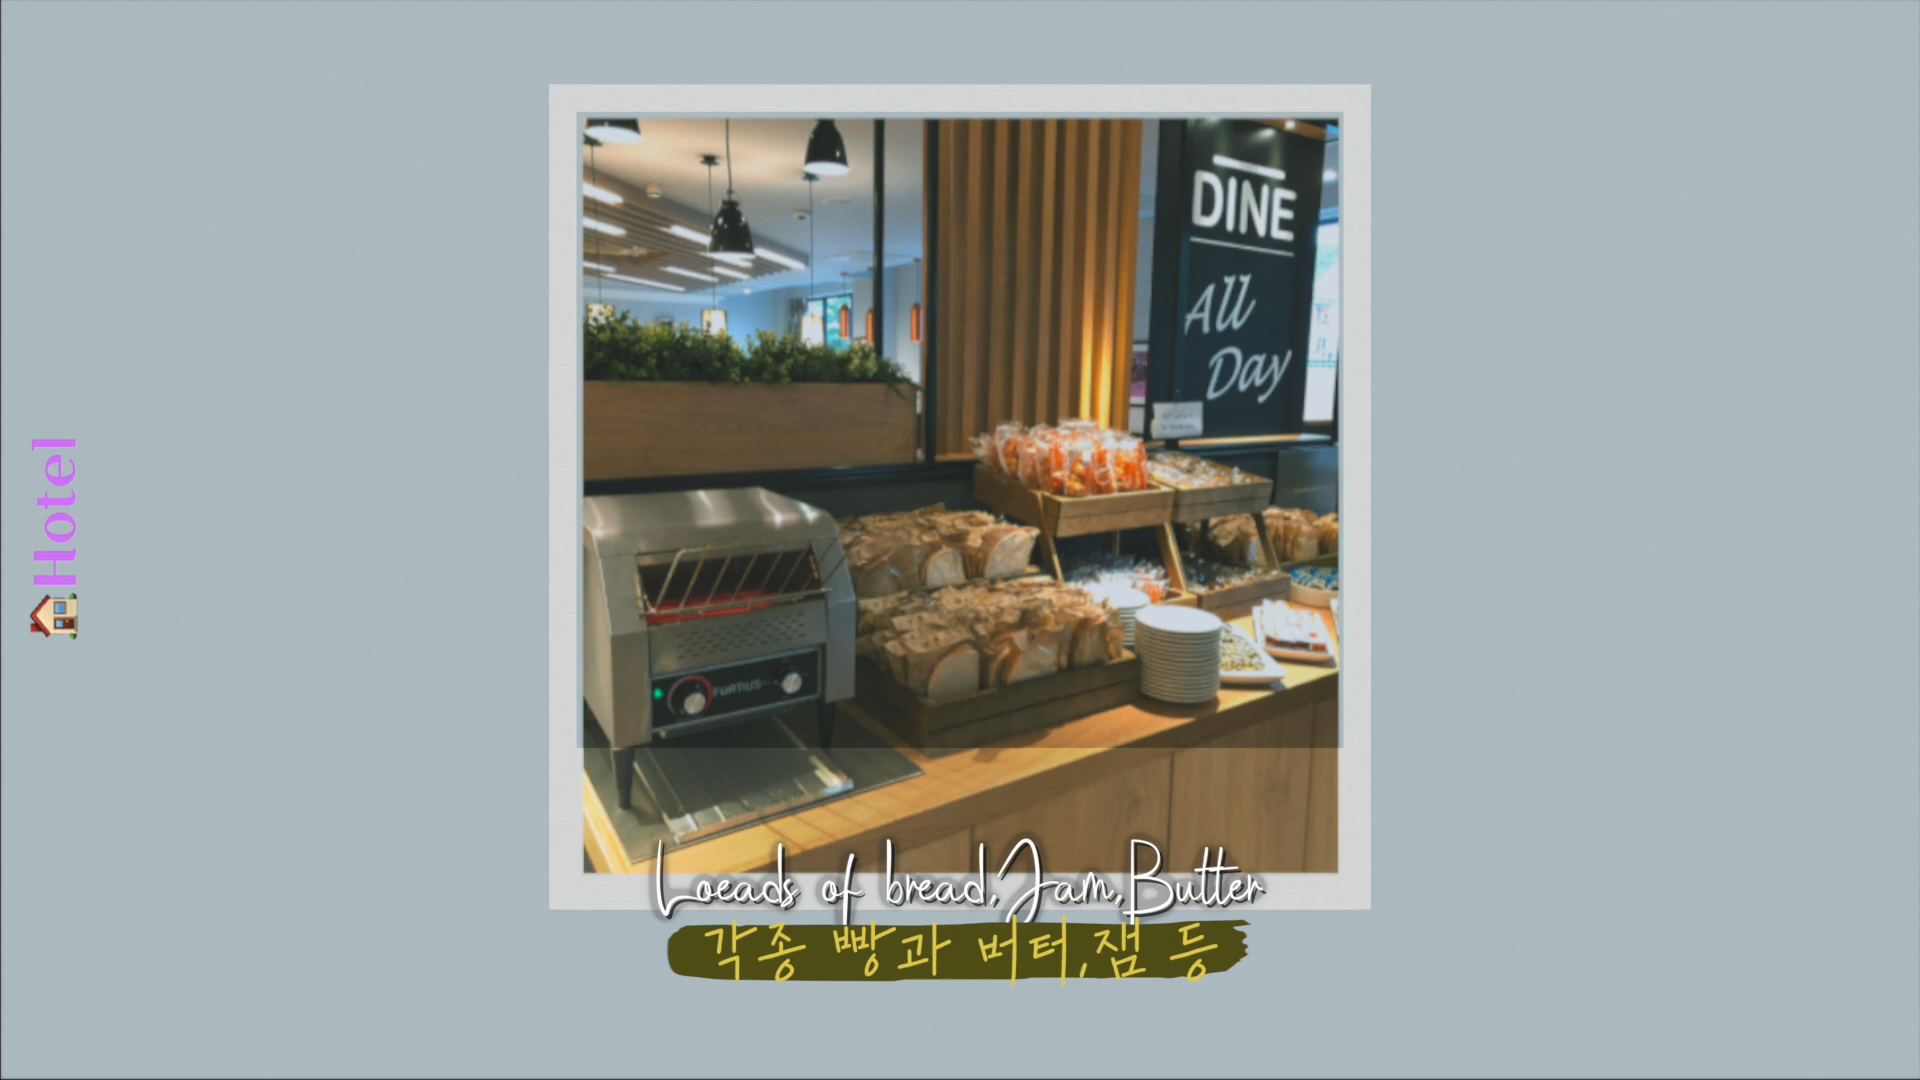 DINE
All
Day
FORTIUS
Hotel
Loeads of bread,Jam,Butter
각종 빵과 버터,잼 등